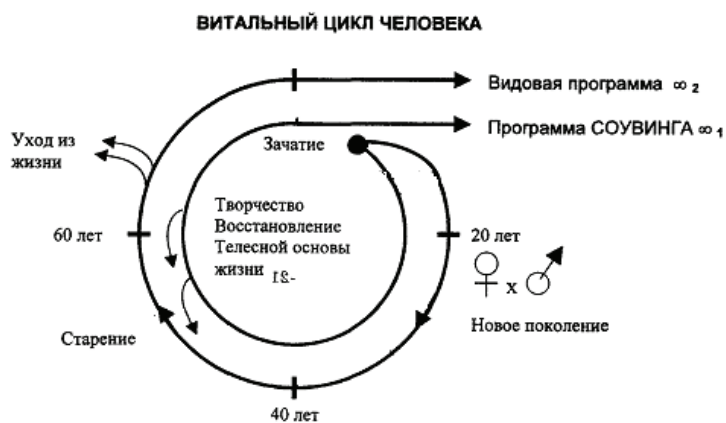 ВИТАЛЬНЫЙ ЦИКЛ ЧЕЛОВЕКА
Видовая программа ∞ 2
Программа СОУВИНГА ∞ 1
Уход из
жизни
Зачатие
Творчество
Восстановление
Телесной основы
жизни
60 лет
20 лет
♀ x ♂
Новое поколение
Старение
40 лет